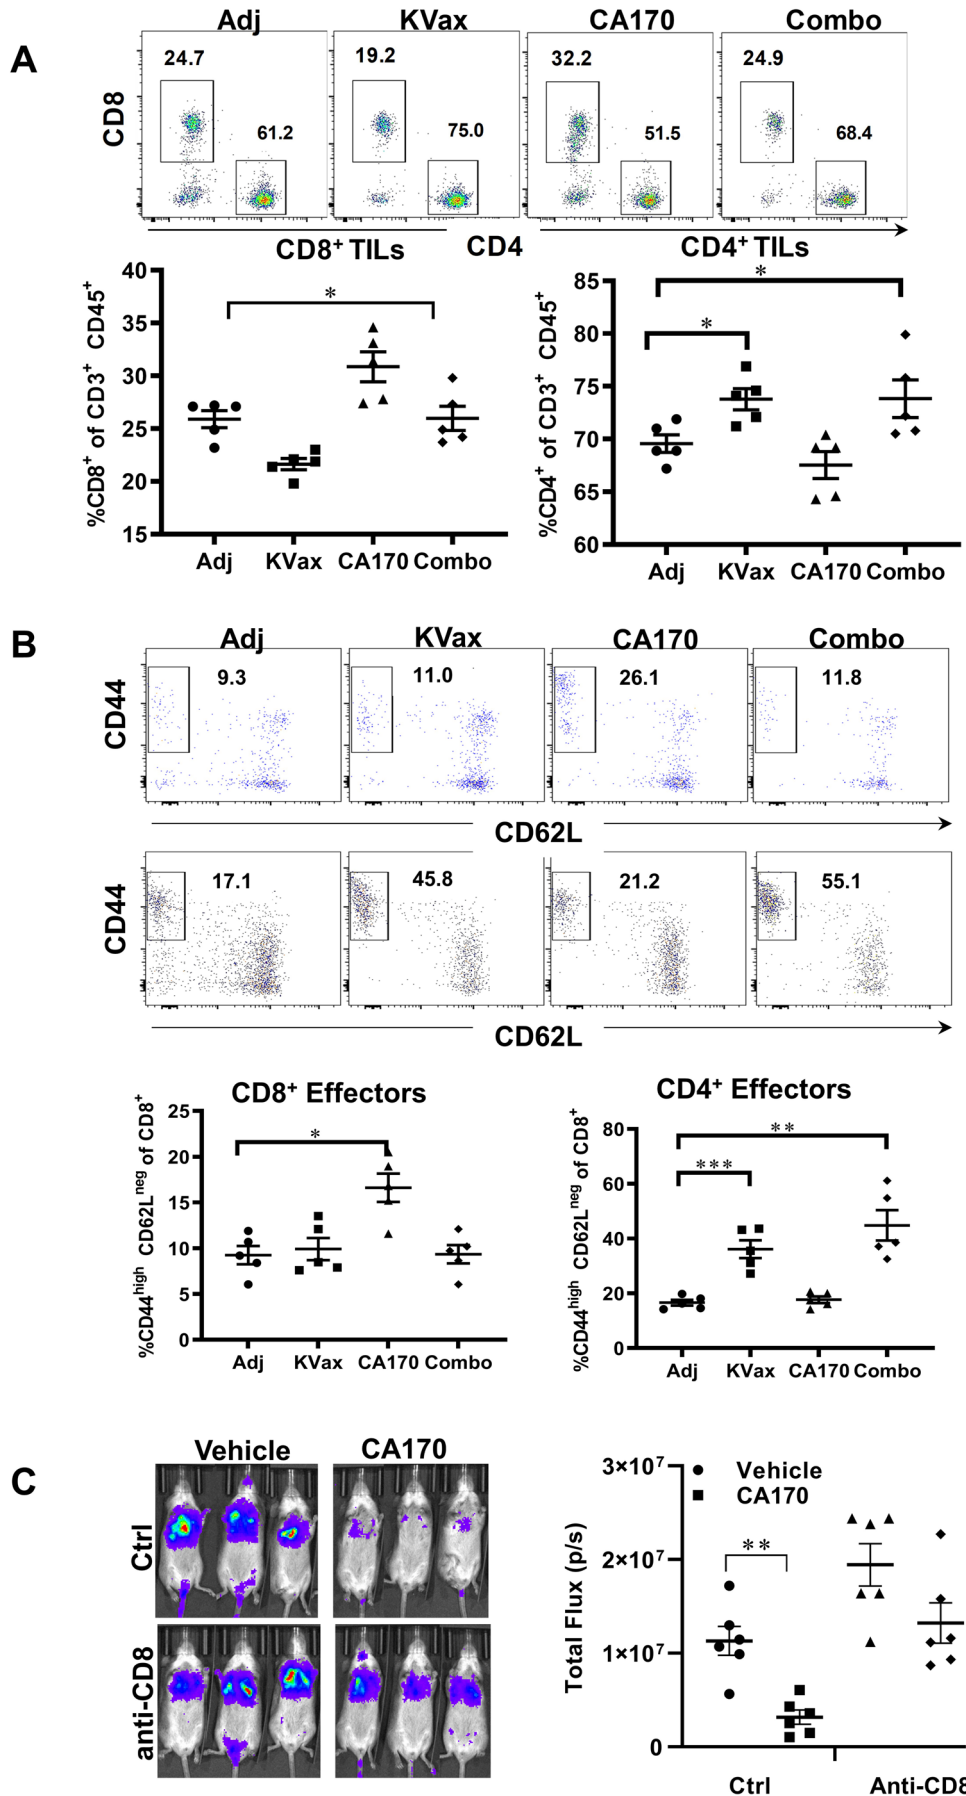 A
Adj KVax CA170 Combo
CD8
24.7 61.2
19.2 75.0
32.2 51.5
24.9 68.4
CD4
CD8+ TILs
%CD8+ of CD3+ CD45+
40
35
30
25
20
15
*
Adj KVax CA170 Combo
CD4+ TILs
%CD4+ of CD3+ CD45+
85
80
75
70
65
60
*
*
Adj KVax CA170 Combo
B
Adj KVax CA170 Combo
CD44
9.3 11.0 26.1 11.8
CD62L
CD44
17.1 45.8 21.2 55.1
CD62L
CD8+ Effectors
%CD44high CD62Lneg of CD8+
25
20
15
10
5
0
*
Adj KVax CA170 Combo
CD4+ Effectors
%CD44high CD62Lneg of CD8+
80
60
40
20
0
**
***
Adj KVax CA170 Combo
C
Vehicle CA170
Ctrl
anti-CD8
Total Flux (p/s)
3×10⁷
2×10⁷
1×10⁷
0
Vehicle
CA170
**
Ctrl Anti-CD8